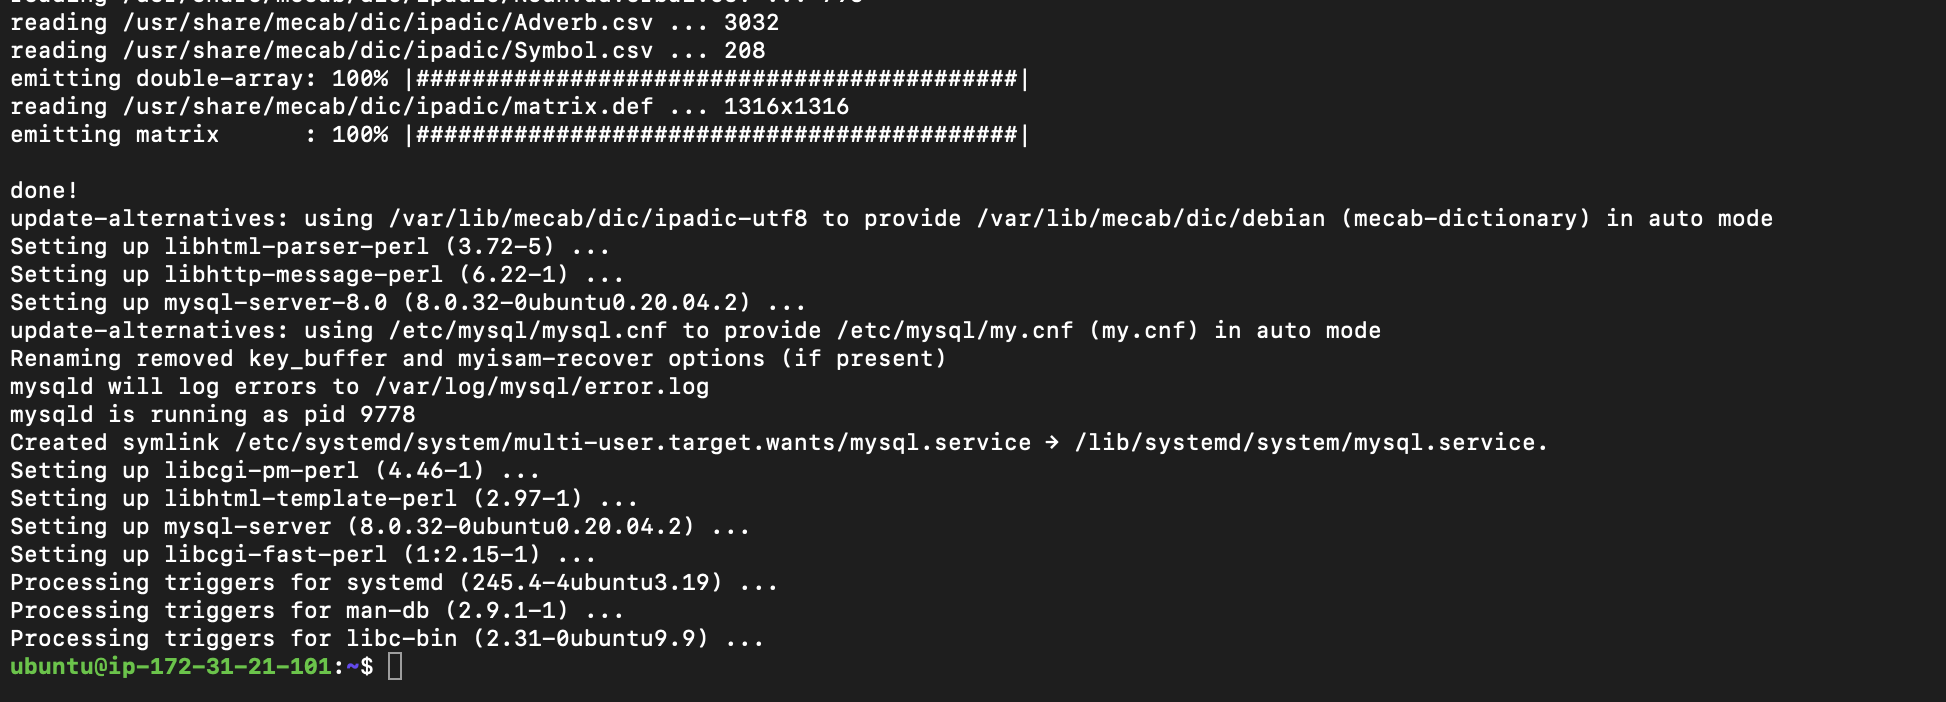 reading /usr/share/mecab/dic/ipadic/Noun.adverbal.csv ... 795
reading /usr/share/mecab/dic/ipadic/Adverb.csv ... 3032
reading /usr/share/mecab/dic/ipadic/Symbol.csv ... 208
emitting double-array: 100% |###########################################|
reading /usr/share/mecab/dic/ipadic/matrix.def ... 1316x1316
emitting matrix      : 100% |###########################################|
done!
update-alternatives: using /var/lib/mecab/dic/ipadic-utf8 to provide /var/lib/mecab/dic/debian (mecab-dictionary) in auto mode
Setting up libhtml-parser-perl (3.72-5) ...
Setting up libhttp-message-perl (6.22-1) ...
Setting up mysql-server-8.0 (8.0.32-0ubuntu0.20.04.2) ...
update-alternatives: using /etc/mysql/mysql.cnf to provide /etc/mysql/my.cnf (my.cnf) in auto mode
Renaming removed key_buffer and myisam-recover options (if present)
mysqld will log errors to /var/log/mysql/error.log
mysqld is running as pid 9778
Created symlink /etc/systemd/system/multi-user.target.wants/mysql.service → /lib/systemd/system/mysql.service.
Setting up libcgi-pm-perl (4.46-1) ...
Setting up libhtml-template-perl (2.97-1) ...
Setting up mysql-server (8.0.32-0ubuntu0.20.04.2) ...
Setting up libcgi-fast-perl (1:2.15-1) ...
Processing triggers for systemd (245.4-4ubuntu3.19) ...
Processing triggers for man-db (2.9.1-1) ...
Processing triggers for libc-bin (2.31-0ubuntu9.9) ...
ubuntu@ip-172-31-21-101:~$